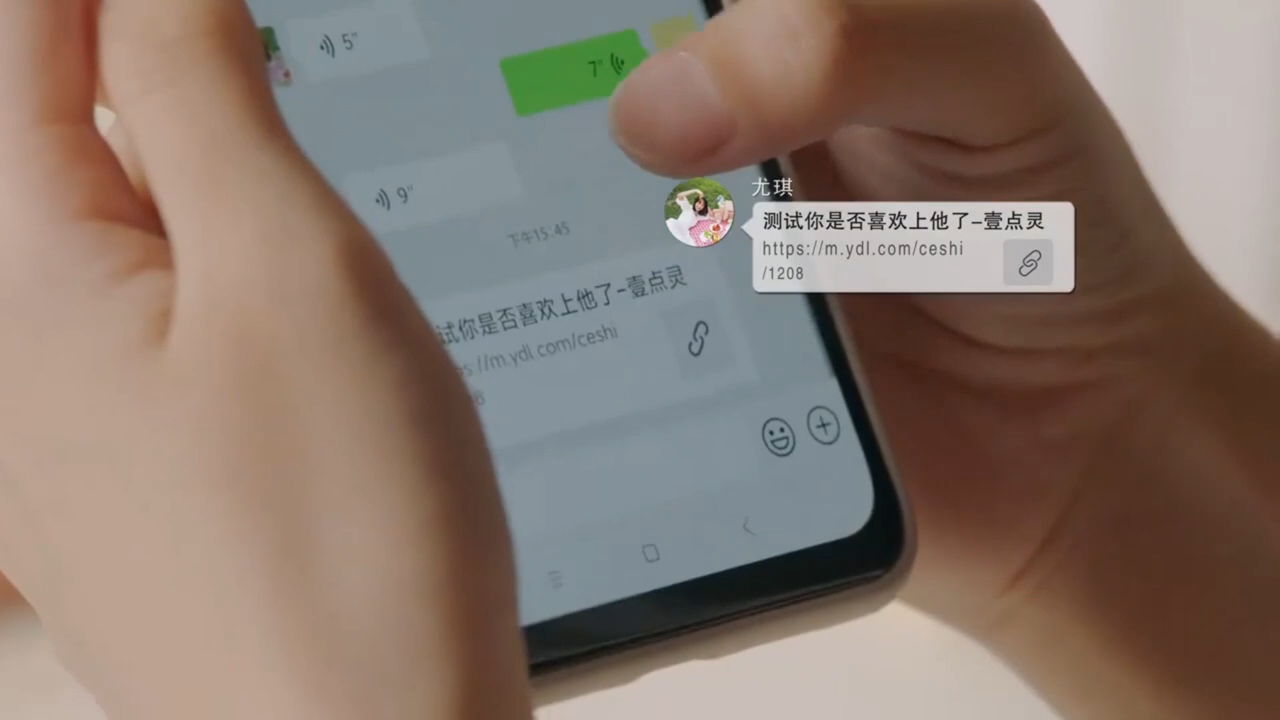 5"
7"
9"
下午15:45
试你是否喜欢上他了–壹点灵
s://m.ydl.com/ceshi
8
尤琪
测试你是否喜欢上他了–壹点灵
https://m.ydl.com/ceshi
/1208